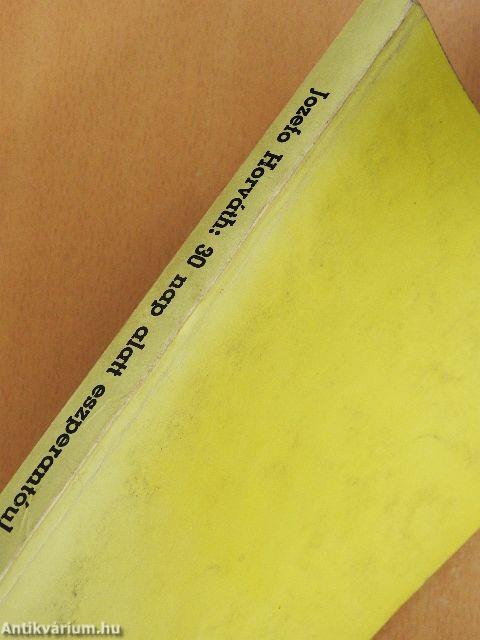 Jozefo Horváth: 30 nap alatt eszperantóul
Antikvárium.hu